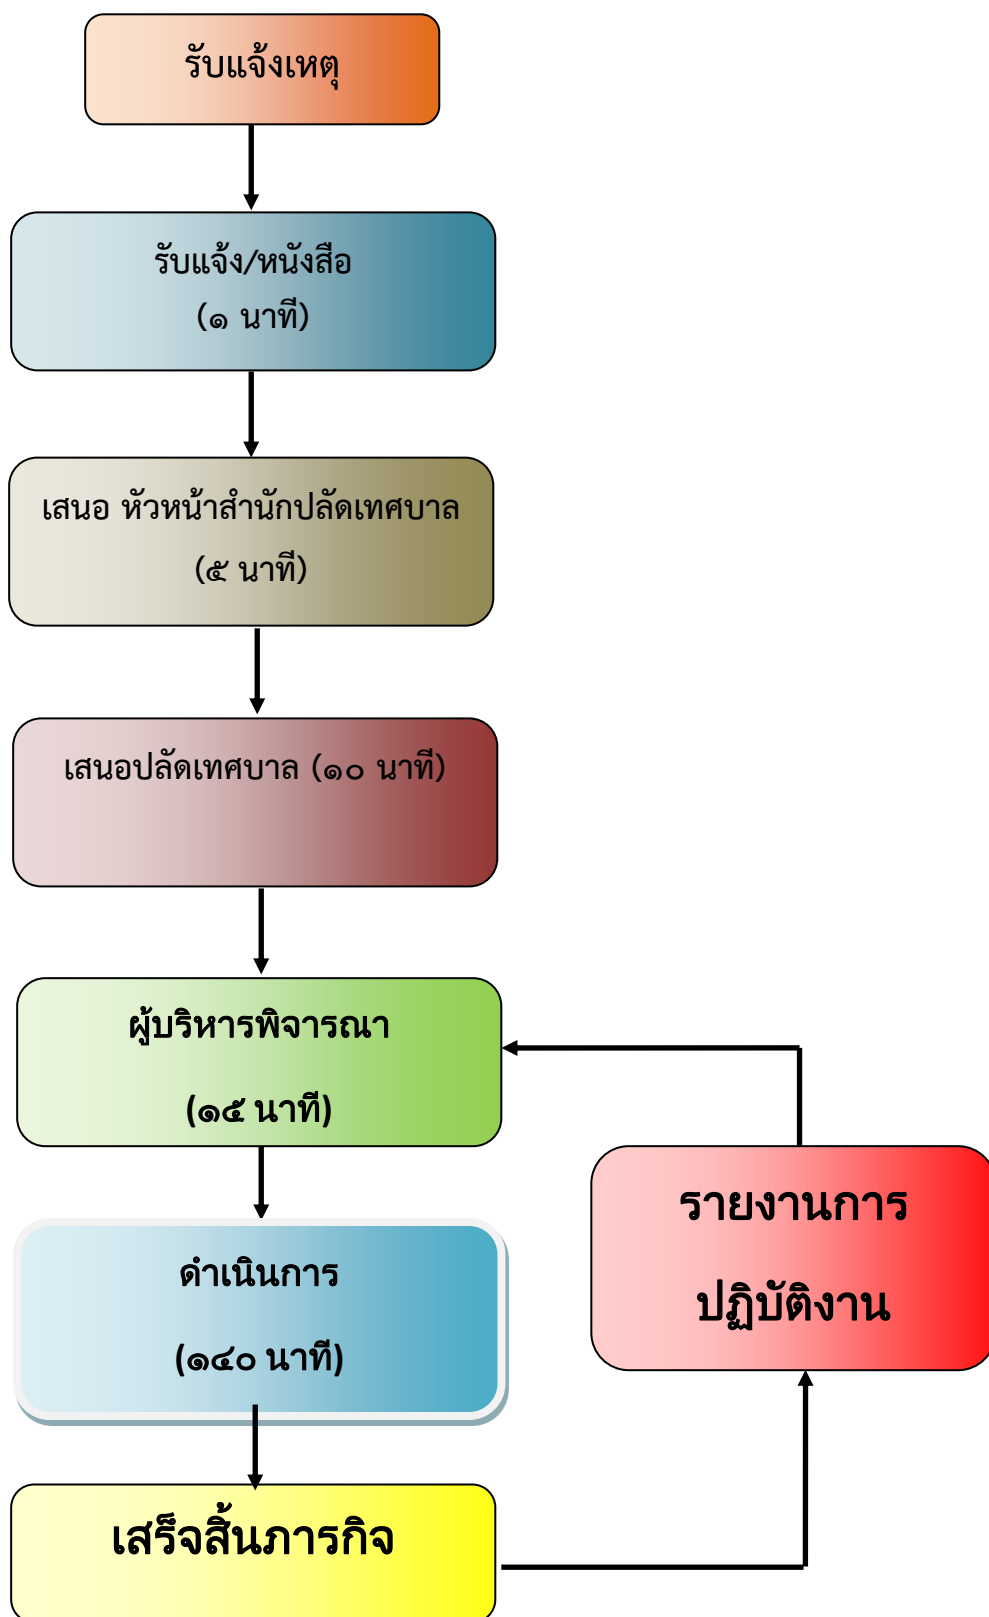 รับแจ้งเหตุ
รับแจ้ง/หนังสือ
(๑ นาที)
เสนอ หัวหน้าสำนักปลัดเทศบาล
(๕ นาที)
เสนอปลัดเทศบาล (๑๐ นาที)
ผู้บริหารพิจารณา
(๑๕ นาที)
ดำเนินการ
(๑๔๐ นาที)
เสร็จสิ้นภารกิจ
รายงานการ
ปฏิบัติงาน